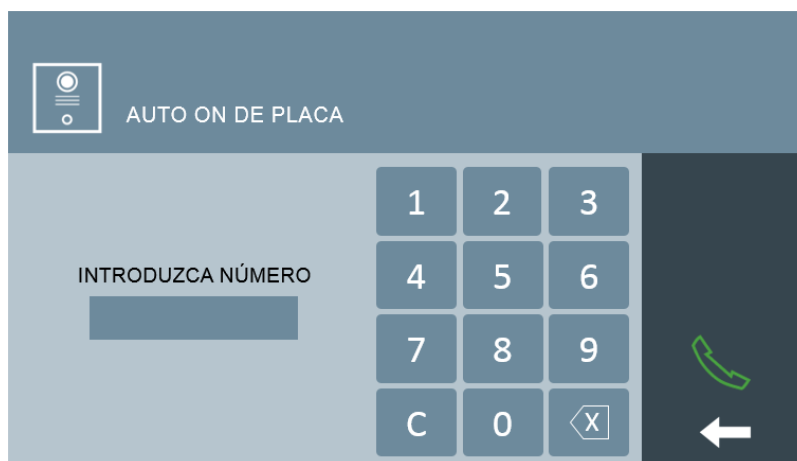 AUTO ON DE PLACA
INTRODUZCA NÚMERO
1 2 3
4 5 6
7 8 9
C 0 X